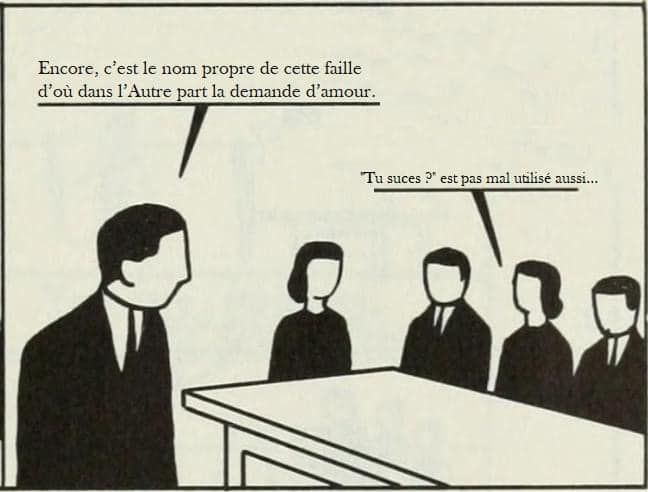 Encore, c’est le nom propre de cette faille
d’où dans l’Autre part la demande d’amour.
"Tu suces ?" est pas mal utilisé aussi...